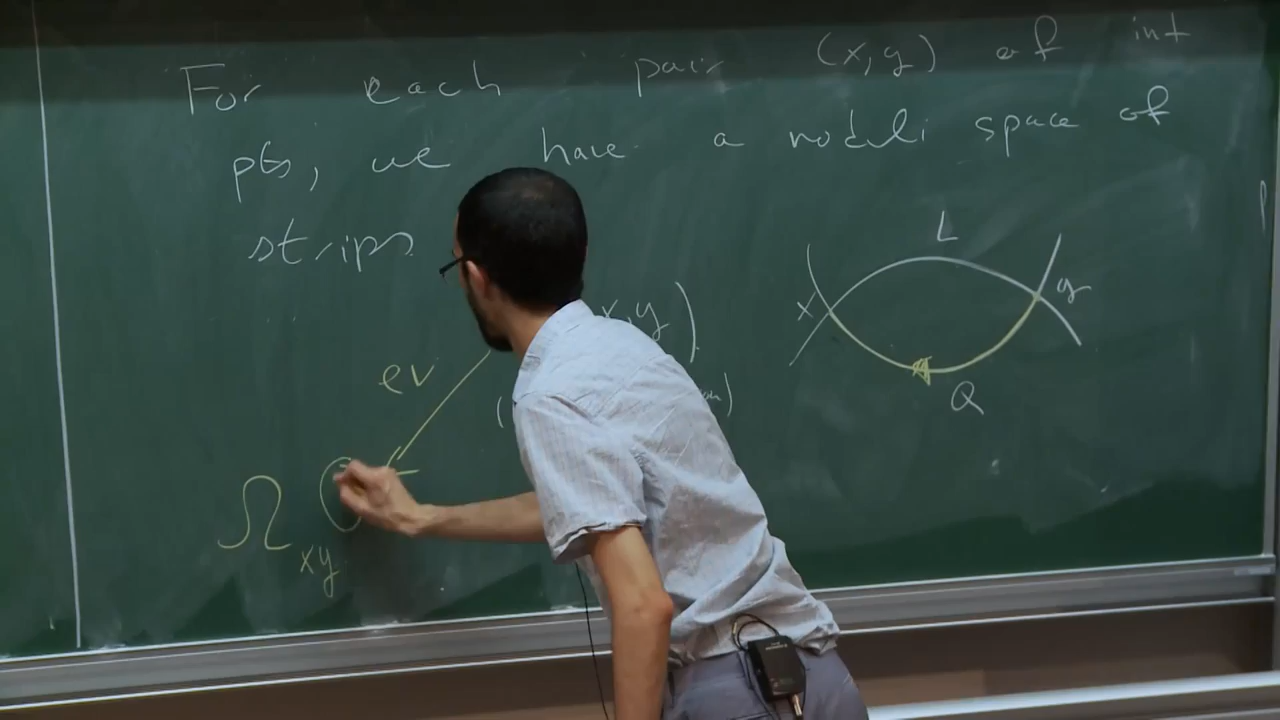 For each pair (x,y) of int
pts, we have a moduli space of
strips
L
x
y
x,y)
ev
Q
Ω xy